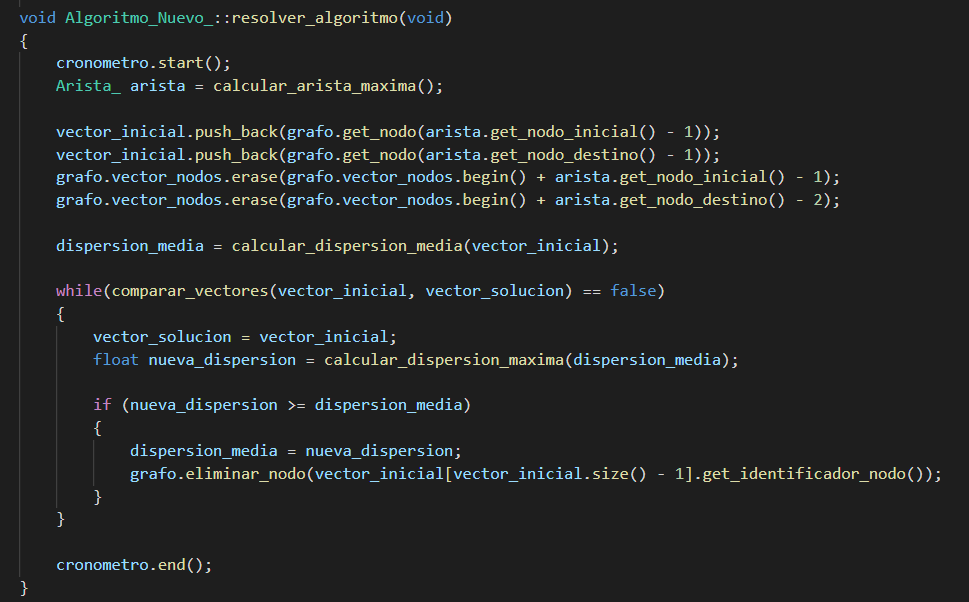 void Algoritmo_Nuevo_::resolver_algoritmo(void)
{
    cronometro.start();
    Arista_ arista = calcular_arista_maxima();

    vector_inicial.push_back(grafo.get_nodo(arista.get_nodo_inicial() - 1));
    vector_inicial.push_back(grafo.get_nodo(arista.get_nodo_destino() - 1));
    grafo.vector_nodos.erase(grafo.vector_nodos.begin() + arista.get_nodo_inicial() - 1);
    grafo.vector_nodos.erase(grafo.vector_nodos.begin() + arista.get_nodo_destino() - 2);

    dispersion_media = calcular_dispersion_media(vector_inicial);

    while(comparar_vectores(vector_inicial, vector_solucion) == false)
    {
        vector_solucion = vector_inicial;
        float nueva_dispersion = calcular_dispersion_maxima(dispersion_media);

        if (nueva_dispersion >= dispersion_media)
        {
            dispersion_media = nueva_dispersion;
            grafo.eliminar_nodo(vector_inicial[vector_inicial.size() - 1].get_identificador_nodo());
        }
    }

    cronometro.end();
}